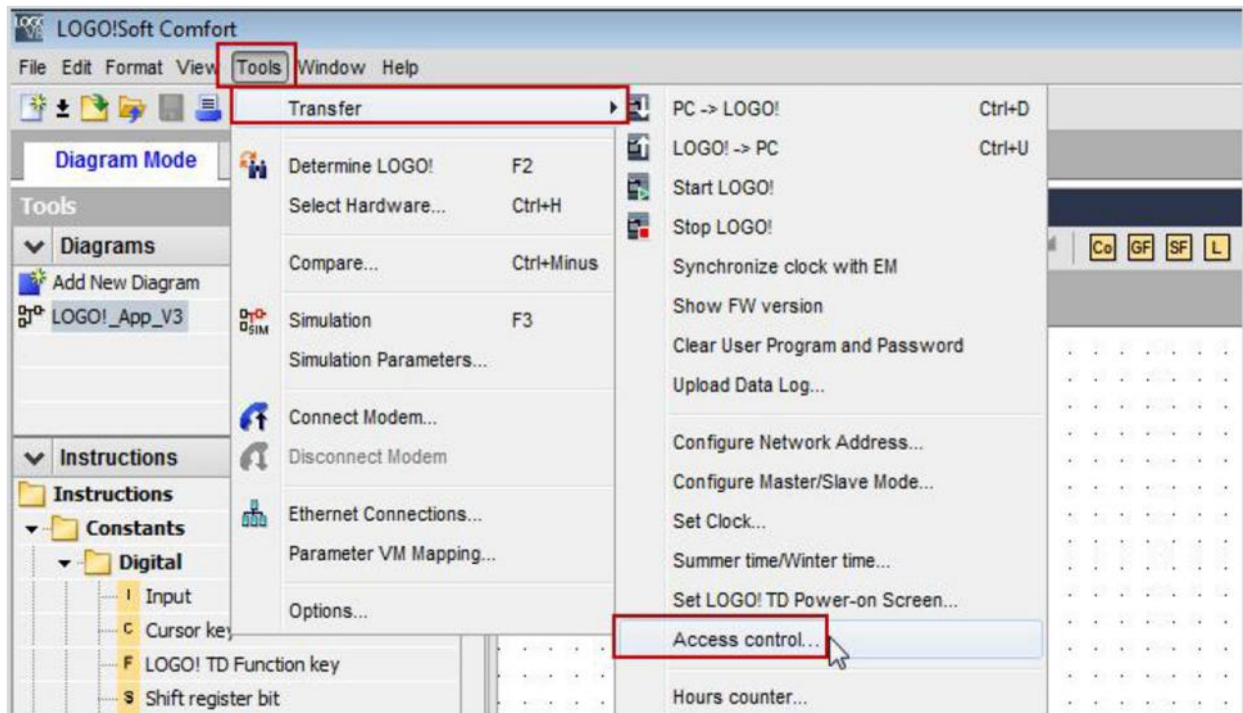 LOGO!Soft Comfort
File Edit Format View Tools Window Help
Diagram Mode
Tools
Diagrams
Add New Diagram
LOGO!_App_V3
Instructions
Instructions
Constants
Digital
I Input
C Cursor key
F LOGO! TD Function key
S Shift register bit
Transfer
Determine LOGO! F2
Select Hardware... Ctrl+H
Compare... Ctrl+Minus
Simulation F3
Simulation Parameters...
Connect Modem...
Disconnect Modem
Ethernet Connections...
Parameter VM Mapping...
Options...
PC -> LOGO! Ctrl+D
LOGO! -> PC Ctrl+U
Start LOGO!
Stop LOGO!
Synchronize clock with EM
Show FW version
Clear User Program and Password
Upload Data Log...
Configure Network Address...
Configure Master/Slave Mode...
Set Clock...
Summer time/Winter time...
Set LOGO! TD Power-on Screen...
Access control...
Hours counter...
Co GF SF L